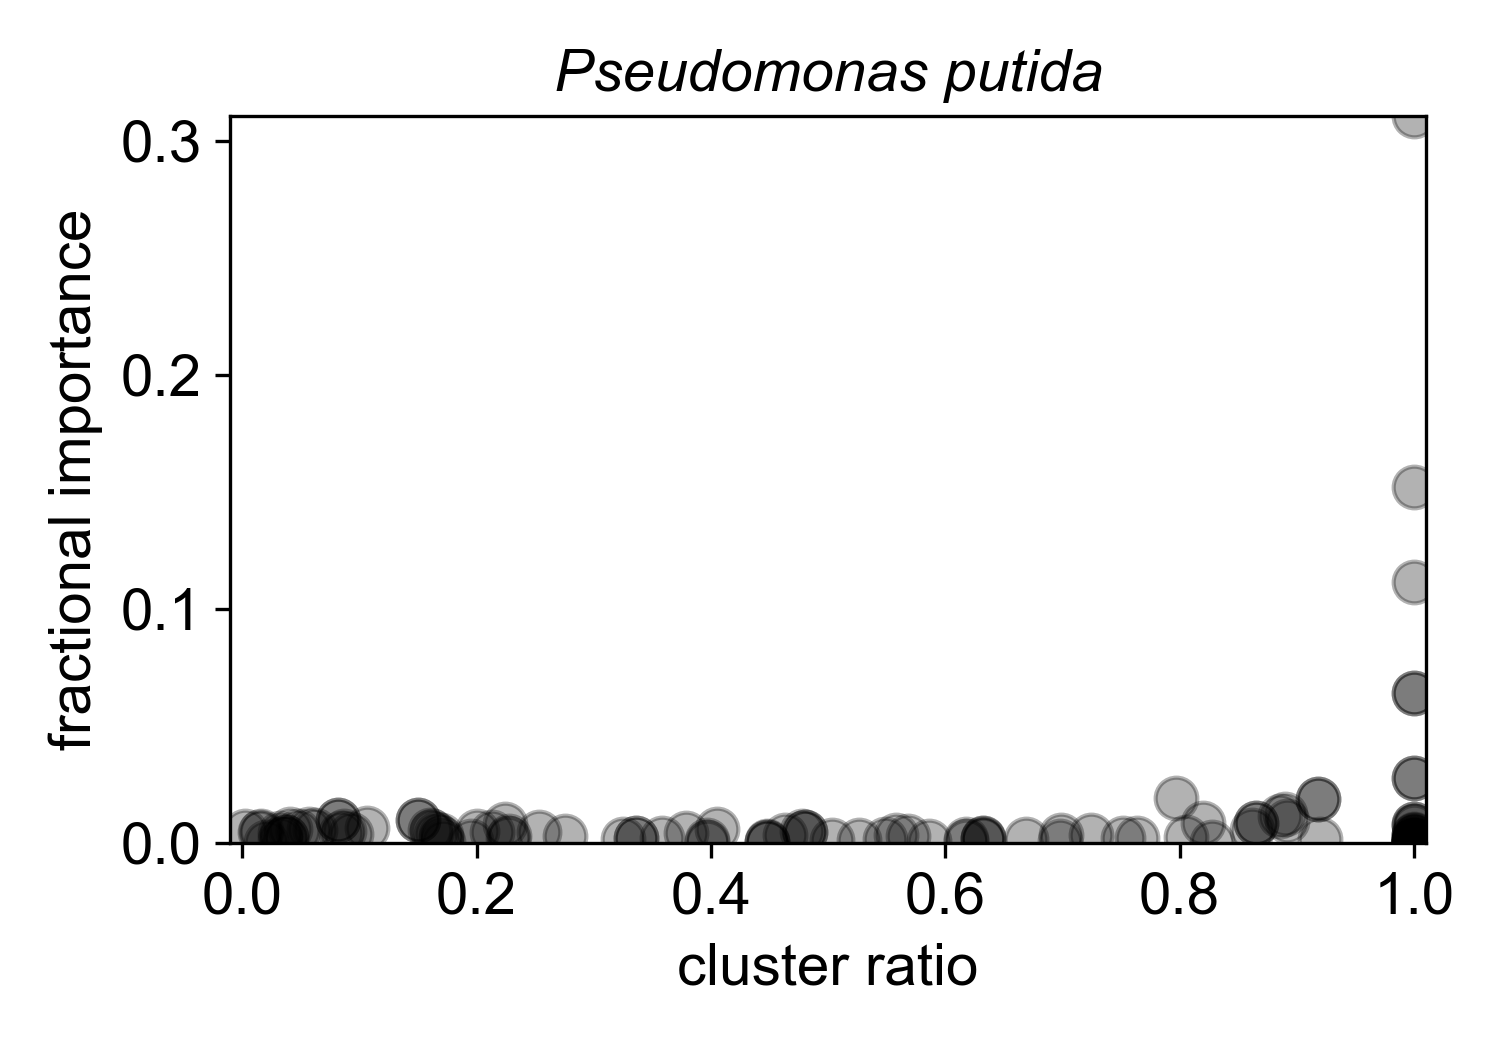 Pseudomonas putida
0.3
0.2
0.1
0.0
fractional importance
0.0 0.2 0.4 0.6 0.8 1.0
cluster ratio